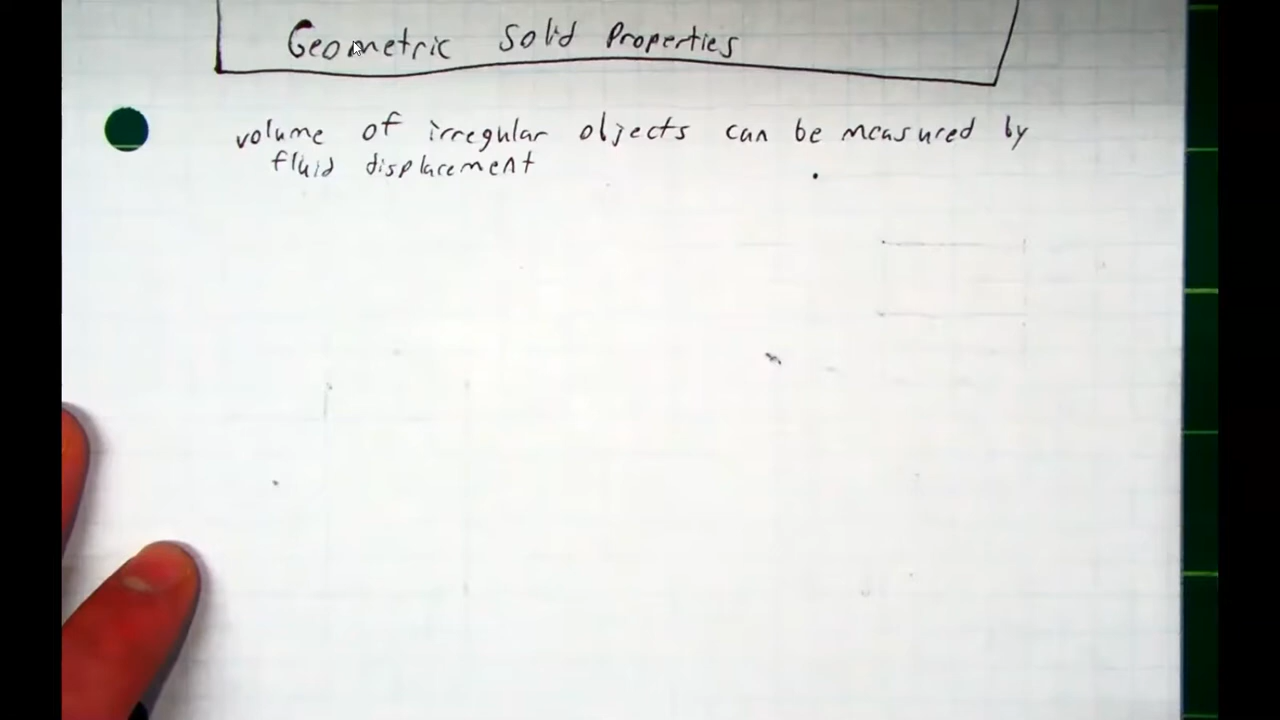 Geometric Solid Properties
volume of irregular objects can be measured by
fluid displacement